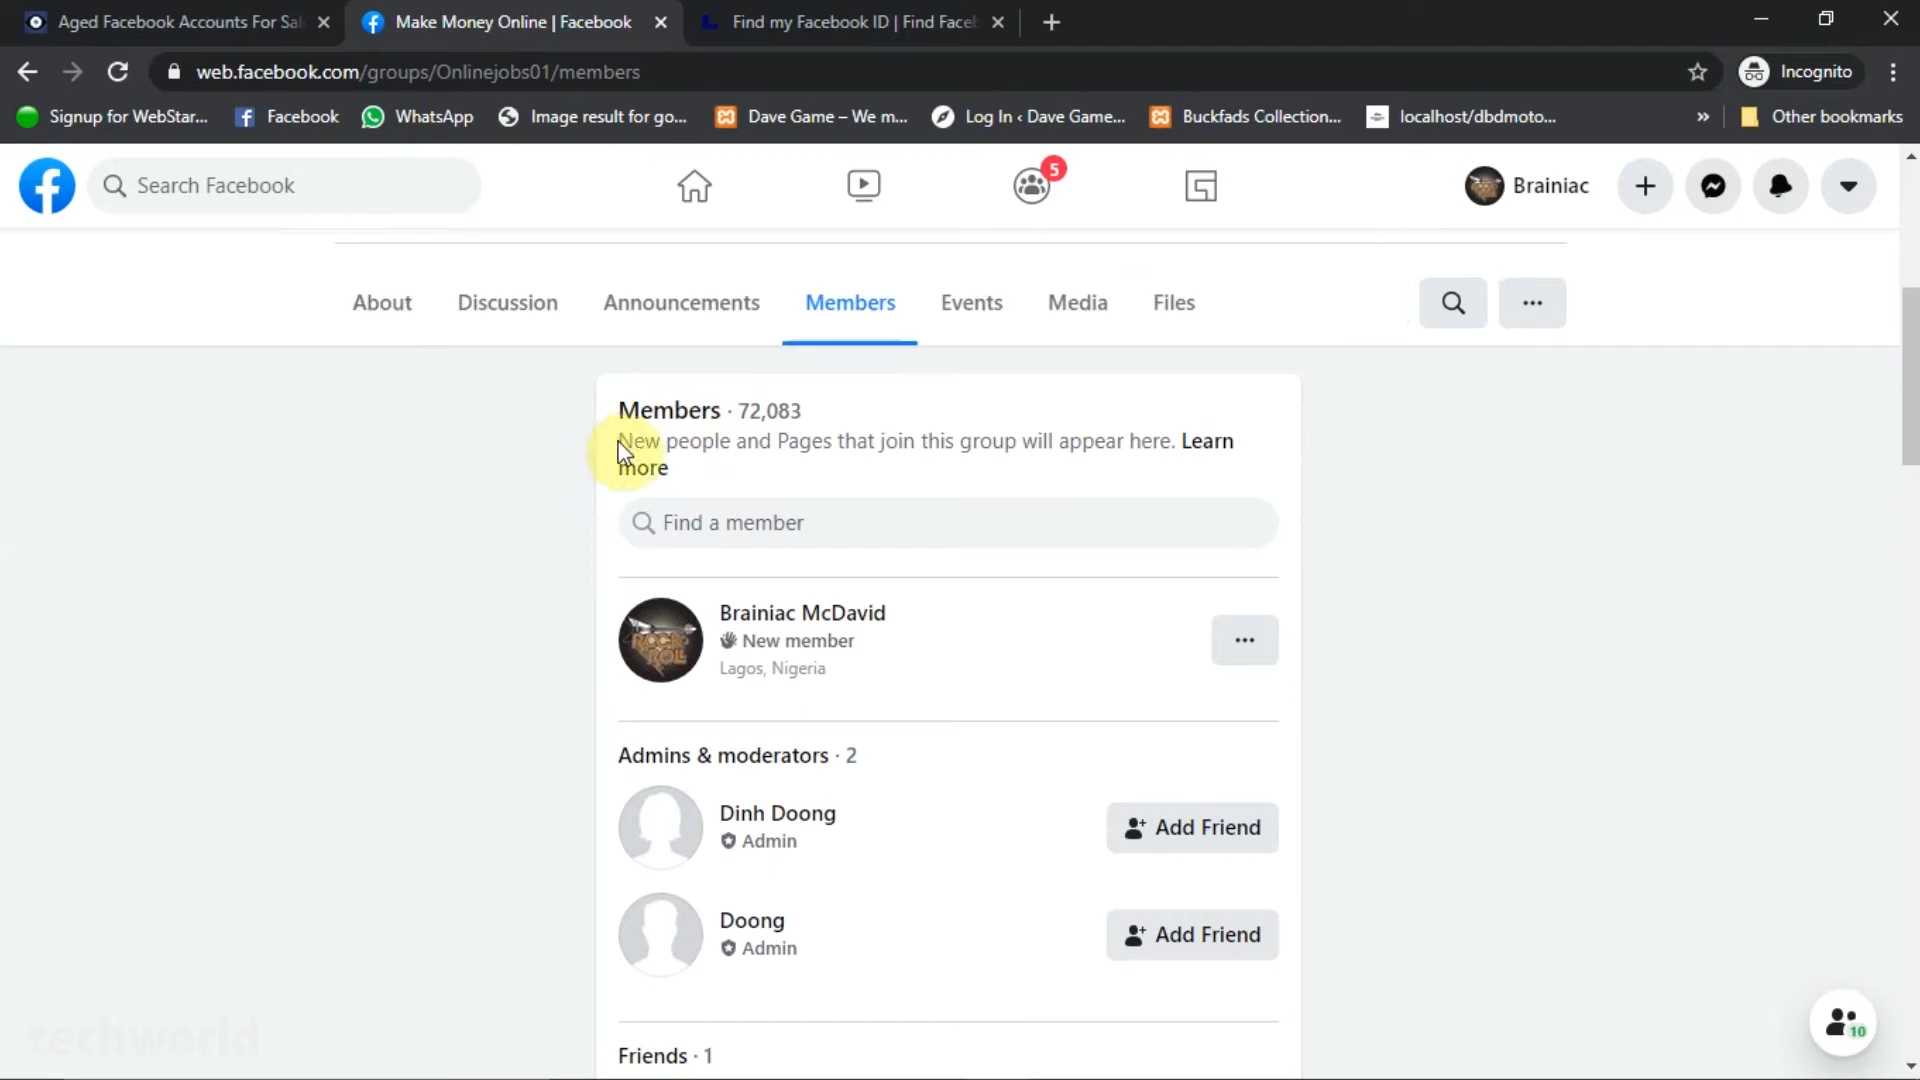 Aged Facebook Accounts For Sal
Make Money Online | Facebook
Find my Facebook ID | Find Faceb
web.facebook.com/groups/Onlinejobs01/members
Incognito
Signup for WebStar...
Facebook
WhatsApp
Image result for go...
Dave Game – We m...
Log In ‹ Dave Game...
Buckfads Collection...
localhost/dbdmoto...
»
Other bookmarks
Search Facebook
5
Brainiac
About
Discussion
Announcements
Members
Events
Media
Files
Members · 72,083
New people and Pages that join this group will appear here. Learn
more
Find a member
Brainiac McDavid
New member
Lagos, Nigeria
ROCK
ROLL
Admins & moderators · 2
Dinh Doong
Admin
Add Friend
Doong
Admin
Add Friend
Friends · 1
10
techworld